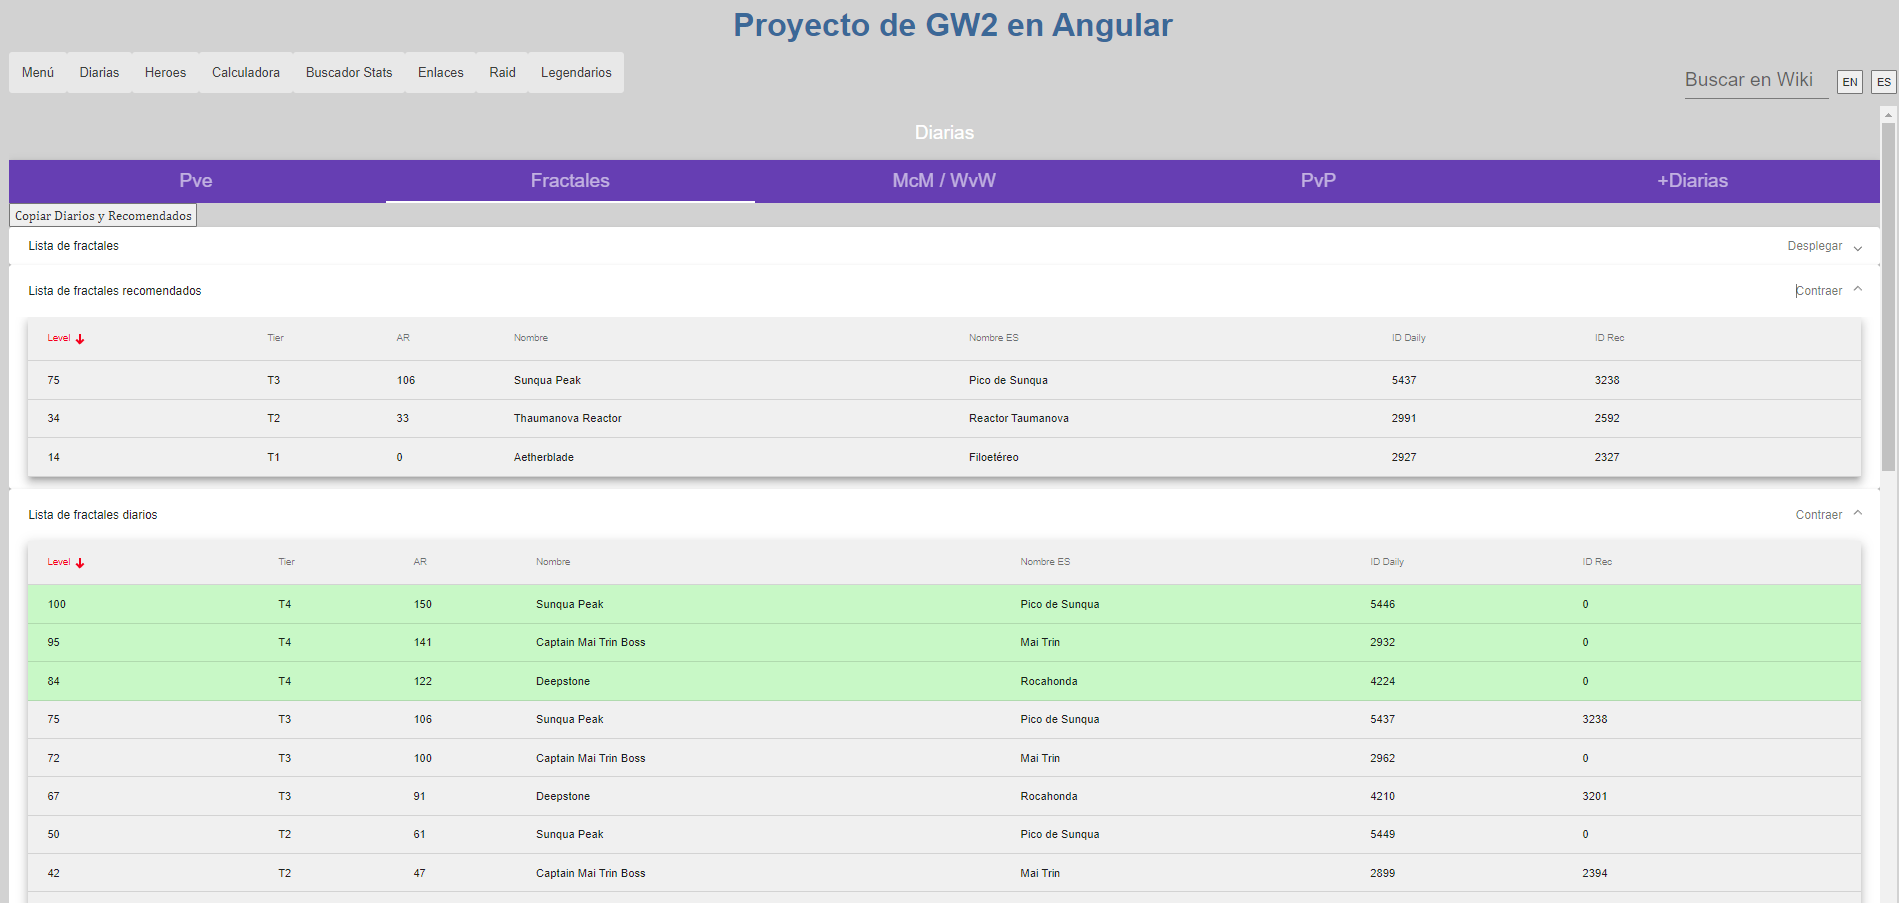 Proyecto de GW2 en Angular
Menú Diarias Heroes Calculadora Buscador Stats Enlaces Raid Legendarios
Buscar en Wiki EN ES
Diarias
Pve Fractales McM / WvW PvP +Diarias
Copiar Diarios y Recomendados
Lista de fractales Desplegar
Lista de fractales recomendados Contraer
Level Tier AR Nombre Nombre ES ID Daily ID Rec
75 T3 106 Sunqua Peak Pico de Sunqua 5437 3238
34 T2 33 Thaumanova Reactor Reactor Taumanova 2991 2592
14 T1 0 Aetherblade Filoetéreo 2927 2327
Lista de fractales diarios Contraer
Level Tier AR Nombre Nombre ES ID Daily ID Rec
100 T4 150 Sunqua Peak Pico de Sunqua 5446 0
95 T4 141 Captain Mai Trin Boss Mai Trin 2932 0
84 T4 122 Deepstone Rocahonda 4224 0
75 T3 106 Sunqua Peak Pico de Sunqua 5437 3238
72 T3 100 Captain Mai Trin Boss Mai Trin 2962 0
67 T3 91 Deepstone Rocahonda 4210 3201
50 T2 61 Sunqua Peak Pico de Sunqua 5449 0
42 T2 47 Captain Mai Trin Boss Mai Trin 2899 2394